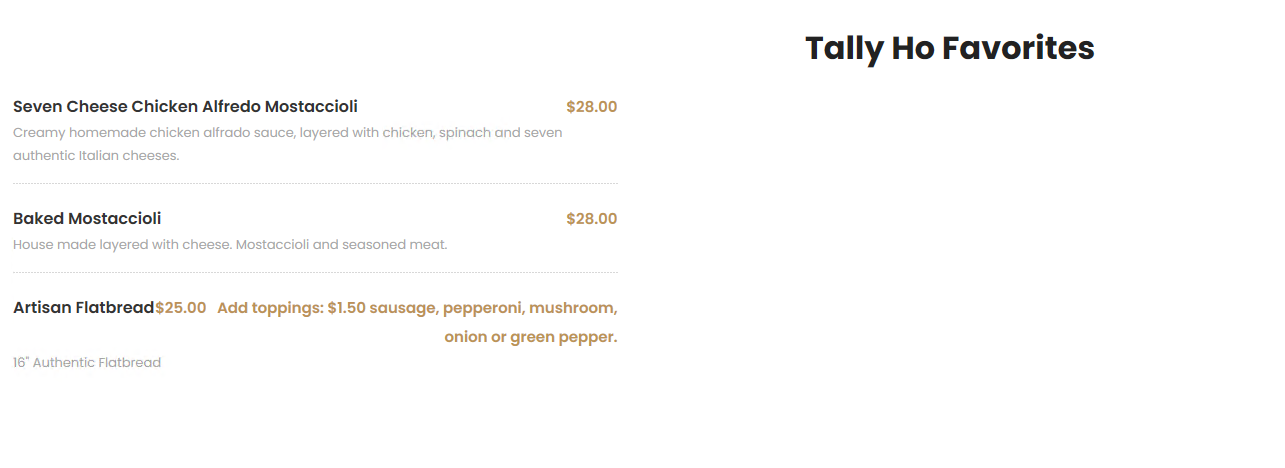 Tally Ho Favorites
Seven Cheese Chicken Alfredo Mostaccioli $28.00
Creamy homemade chicken alfrado sauce, layered with chicken, spinach and seven
authentic Italian cheeses.
Baked Mostaccioli $28.00
House made layered with cheese. Mostaccioli and seasoned meat.
Artisan Flatbread $25.00 Add toppings: $1.50 sausage, pepperoni, mushroom,
onion or green pepper.
16" Authentic Flatbread